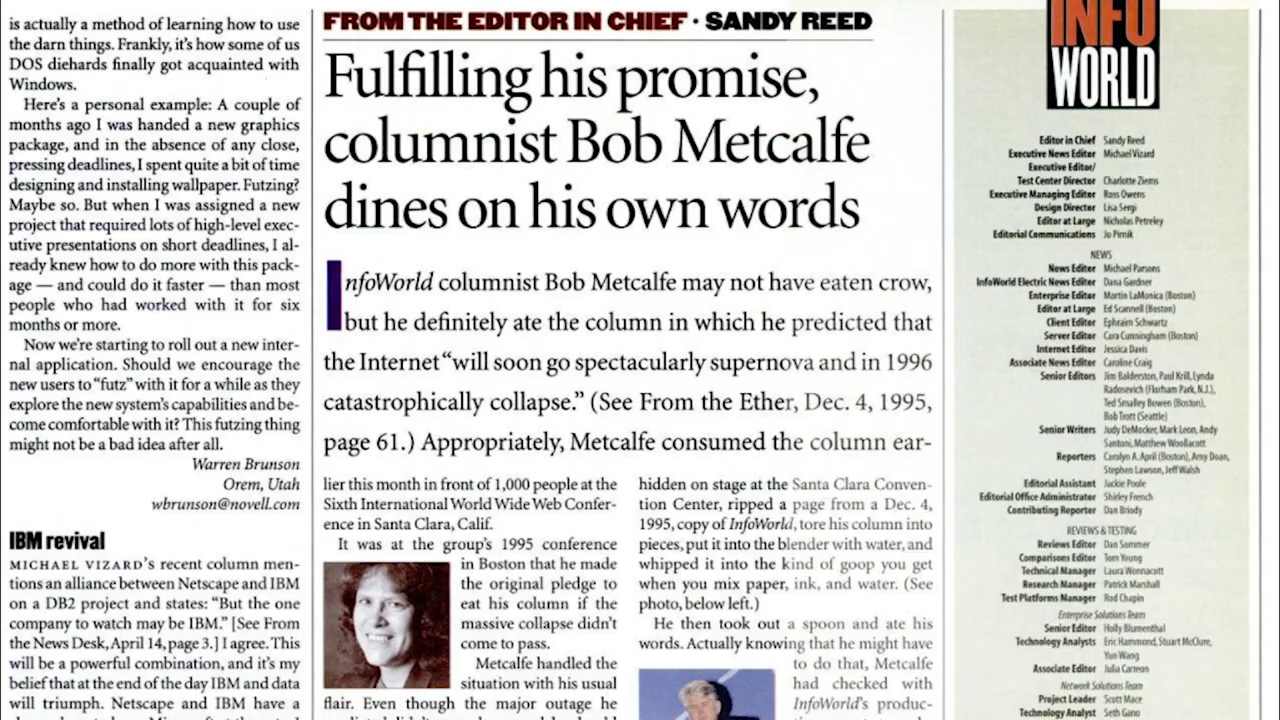 is actually a method of learning how to use
the darn things. Frankly, it's how some of us
DOS diehards finally got acquainted with
Windows.
Here's a personal example: A couple of
months ago I was handed a new graphics
package, and in the absence of any close,
pressing deadlines, I spent quite a bit of time
designing and installing wallpaper. Futzing?
Maybe so. But when I was assigned a new
project that required lots of high-level exec-
utive presentations on short deadlines, I al-
ready knew how to do more with this pack-
age — and could do it faster — than most
people who had worked with it for six
months or more.
Now we're starting to roll out a new inter-
nal application. Should we encourage the
new users to "futz" with it for a while as they
explore the new system's capabilities and be-
come comfortable with it? This futzing thing
might not be a bad idea after all.
Warren Brunson
Orem, Utah
wbrunson@novell.com
IBM revival
MICHAEL VIZARD'S recent column men-
tions an alliance between Netscape and IBM
on a DB2 project and states: "But the one
company to watch may be IBM." [See From
the News Desk, April 14, page 3.] I agree. This
will be a powerful combination, and it's my
belief that at the end of the day IBM and data
will triumph. Netscape and IBM have a
FROM THE EDITOR IN CHIEF · SANDY REED
Fulfilling his promise,
columnist Bob Metcalfe
dines on his own words
InfoWorld columnist Bob Metcalfe may not have eaten crow,
but he definitely ate the column in which he predicted that
the Internet "will soon go spectacularly supernova and in 1996
catastrophically collapse." (See From the Ether, Dec. 4, 1995,
page 61.) Appropriately, Metcalfe consumed the column ear-
lier this month in front of 1,000 people at the
Sixth International World Wide Web Confer-
ence in Santa Clara, Calif.
It was at the group's 1995 conference
in Boston that he made
the original pledge to
eat his column if the
massive collapse didn't
come to pass.
Metcalfe handled the
situation with his usual
flair. Even though the major outage he
hidden on stage at the Santa Clara Conven-
tion Center, ripped a page from a Dec. 4,
1995, copy of InfoWorld, tore his column into
pieces, put it into the blender with water, and
whipped it into the kind of goop you get
when you mix paper, ink, and water. (See
photo, below left.)
He then took out a spoon and ate his
words. Actually knowing that he might have
to do that, Metcalfe
had checked with
InfoWorld's produc-
INFO
WORLD
Editor in Chief Sandy Reed
Executive News Editor Michael Vizard
Executive Editor/
Test Center Director Charlotte Ziems
Executive Managing Editor Ross Owens
Design Director Lisa Sergi
Editor at Large Nicholas Petreley
Editorial Communications Jo Pirnik
NEWS
News Editor Michael Parsons
InfoWorld Electric News Editor Dana Gardner
Enterprise Editor Martin LaMonica (Boston)
Editor at Large Ed Scannell (Boston)
Client Editor Ephraim Schwartz
Server Editor Cara Cunningham (Boston)
Internet Editor Jessica Davis
Associate News Editor Caroline Craig
Senior Editors Jim Balderston, Paul Krill, Lynda
Radosevich (Florham Park, N.J.),
Ted Smalley Bowen (Boston),
Bob Trott (Seattle)
Senior Writers Judy DeMocker, Mark Leon, Andy
Santoni, Matthew Woollacott
Reporters Carolyn A. April (Boston), Amy Doan,
Stephen Lawson, Jeff Walsh
Editorial Assistant Jackie Poole
Editorial Office Administrator Shirley French
Contributing Reporter Dan Briody
REVIEWS & TESTING
Reviews Editor Dan Sommer
Comparisons Editor Tom Young
Technical Manager Laura Wonnacott
Research Manager Patrick Marshall
Test Platforms Manager Rod Chapin
Enterprise Solutions Team
Senior Editor Holly Blumenthal
Technology Analysts Eric Hammond, Stuart McClure,
Yun Wang
Associate Editor Julia Carreon
Network Solutions Team
Project Leader Scott Mace
Technology Analyst Seth Gano